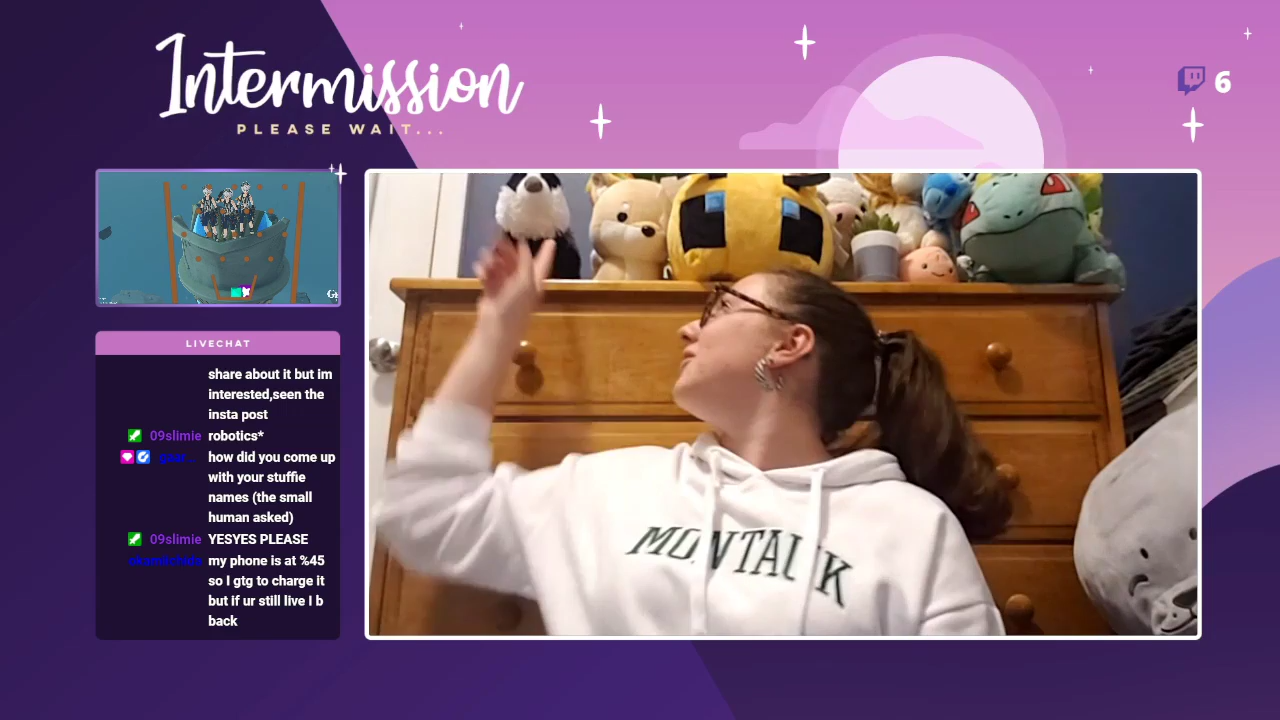 Intermission
PLEASE WAIT...
6
LIVECHAT
share about it but im
interested,seen the
insta post
09slimie robotics*
how did you come up
with your stuffie
names (the small
human asked)
09slimie YESYES PLEASE
my phone is at %45
so I gtg to charge it
but if ur still live I b
back
MONTAUK